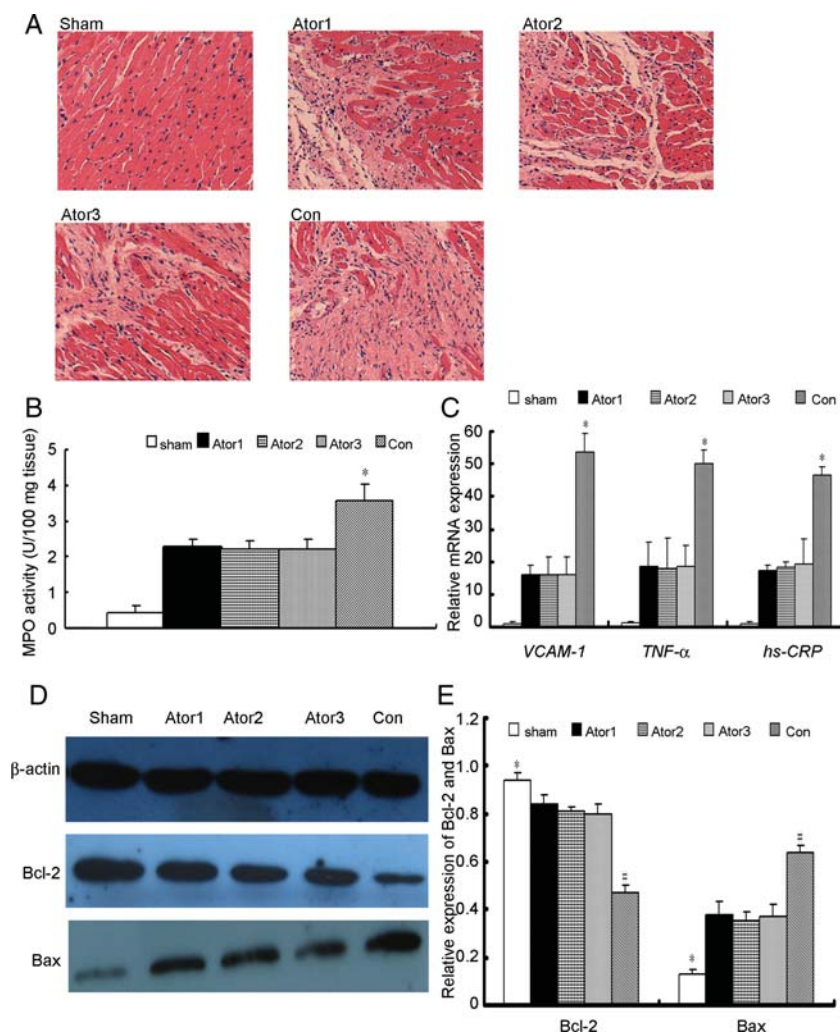 A
Sham
Ator1
Ator2
Ator3
Con
B
MPO activity (U/100 mg tissue)
5
4
3
2
1
0
sham Ator1 Ator2 Ator3 Con
*
C
sham Ator1 Ator2 Ator3 Con
Relative mRNA expression
60
50
40
30
20
10
0
* * *
VCAM-1 TNF-α hs-CRP
D
Sham Ator1 Ator2 Ator3 Con
β-actin
Bcl-2
Bax
E
Relative expression of Bcl-2 and Bax
1.2
1.0
0.8
0.6
0.4
0.2
0
sham Ator1 Ator2 Ator3 Con
* *
Bcl-2 Bax